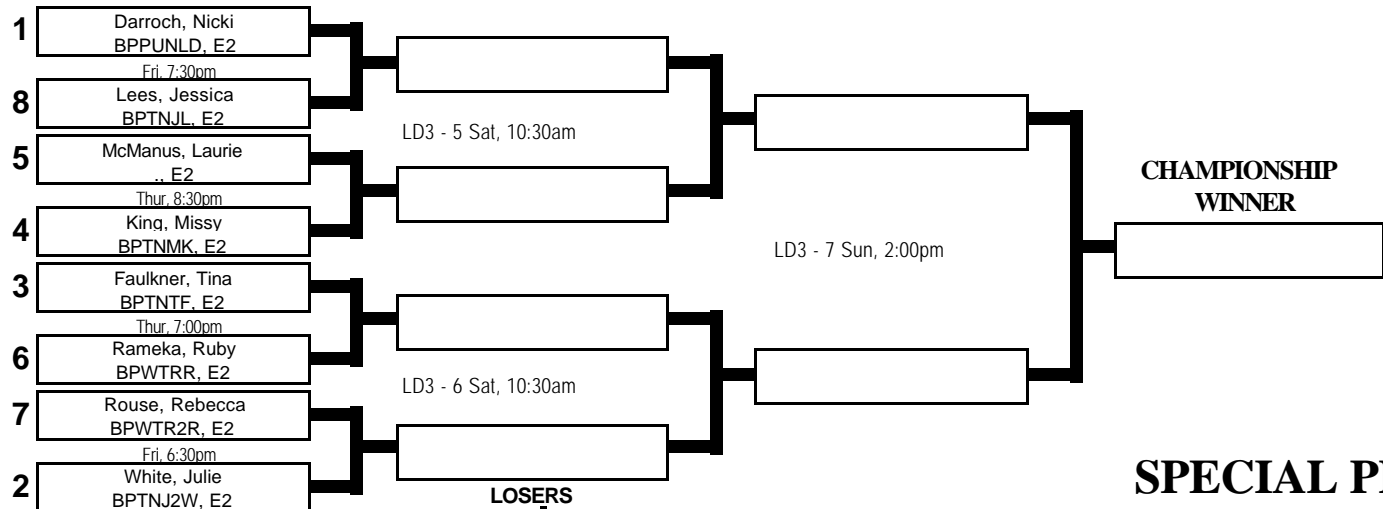 1
Darroch, Nicki
BPPUNLD, E2
Fri, 7:30pm
8
Lees, Jessica
BPTNJL, E2
LD3 - 5 Sat, 10:30am
5
McManus, Laurie
., E2
Thur, 8:30pm
4
King, Missy
BPTNMK, E2
CHAMPIONSHIP
WINNER
LD3 - 7 Sun, 2:00pm
3
Faulkner, Tina
BPTNTF, E2
Thur, 7:00pm
6
Rameka, Ruby
BPWTRR, E2
LD3 - 6 Sat, 10:30am
7
Rouse, Rebecca
BPWTR2R, E2
Fri, 6:30pm
2
White, Julie
BPTNJ2W, E2
LOSERS
SPECIAL